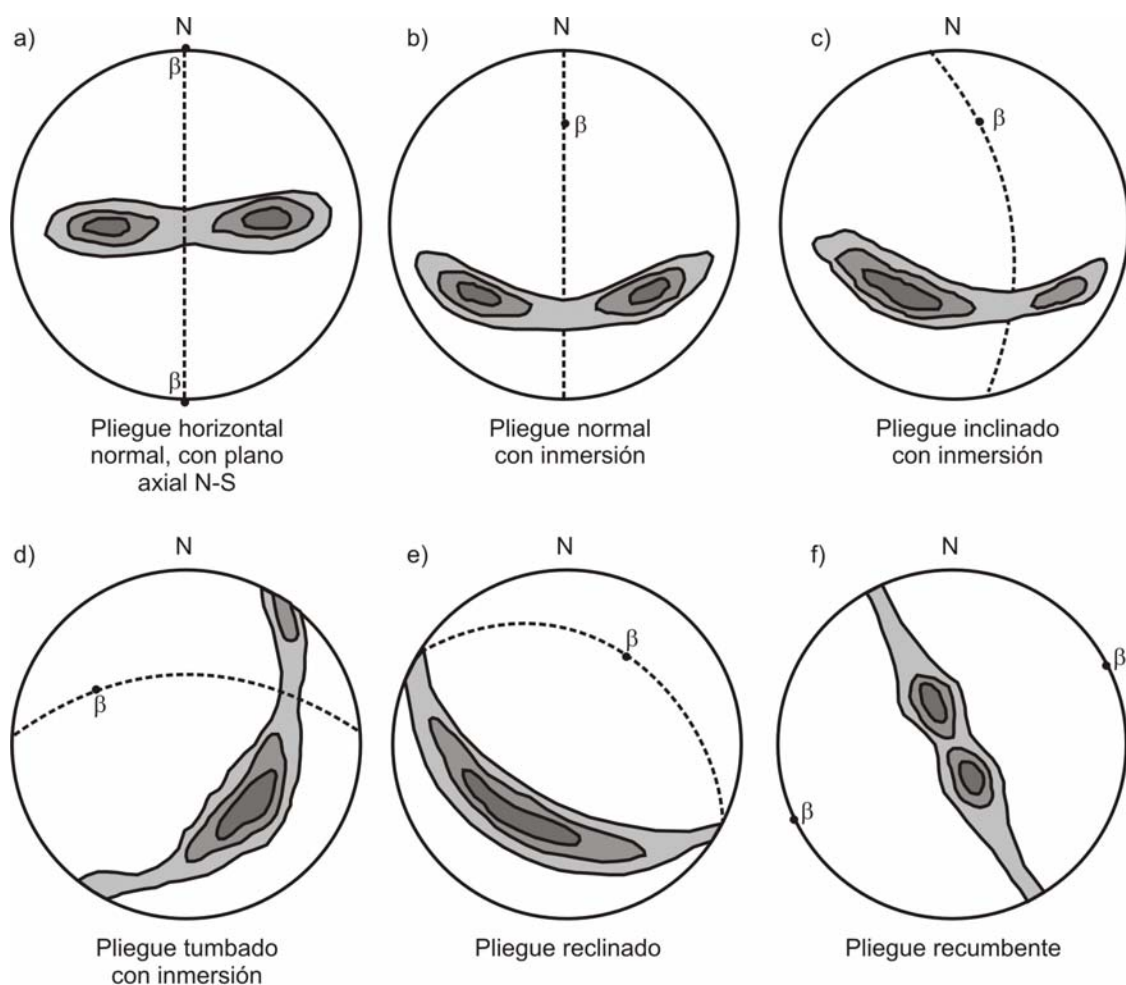 a)
N
β
β
Pliegue horizontal
normal, con plano
axial N-S
b)
N
β
Pliegue normal
con inmersión
c)
N
β
Pliegue inclinado
con inmersión
d)
N
β
Pliegue tumbado
con inmersión
e)
N
β
Pliegue reclinado
f)
N
β
β
Pliegue recumbente